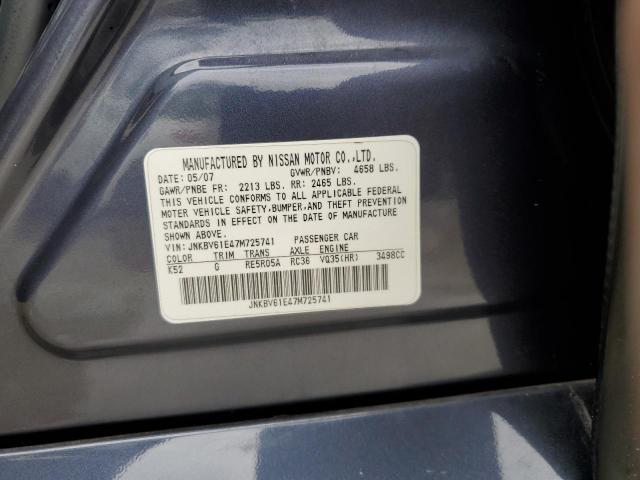 MANUFACTURED BY NISSAN MOTOR CO.,LTD.
DATE: 05/07 GVWR/PNBV: 4658 LBS.
GAWR/PNBE FR: 2213 LBS. RR: 2465 LBS.
THIS VEHICLE CONFORMS TO ALL APPLICABLE FEDERAL
MOTOR VEHICLE SAFETY,BUMPER,AND THEFT PREVENTION
STANDARDS IN EFFECT ON THE DATE OF MANUFACTURE
SHOWN ABOVE.
VIN: JNKBV61E47M725741 PASSENGER CAR
COLOR TRIM TRANS AXLE ENGINE
K52 G RE5R05A RC36 VQ35(HR) 3498CC
JNKBV61E47M725741